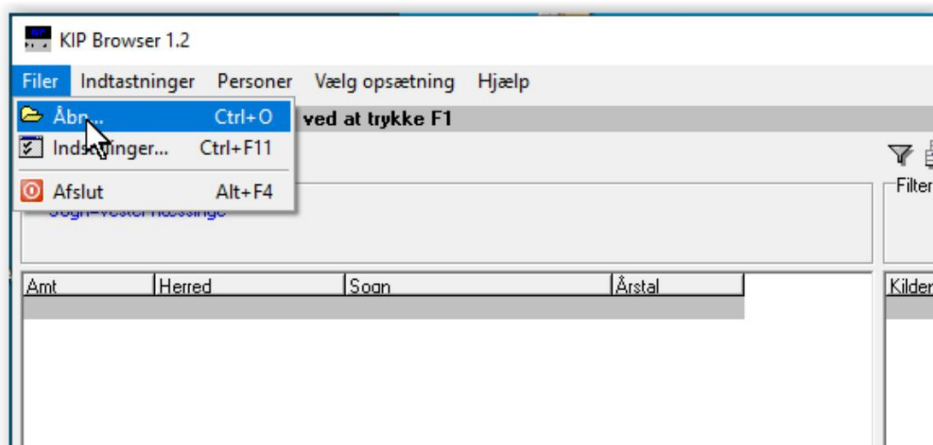 KIP Browser 1.2
Filer Indtastninger Personer Vælg opsætning Hjælp
Åbn... Ctrl+O ved at trykke F1
Indstillinger... Ctrl+F11
Afslut Alt+F4 Filter
Amt Herred Sogn Årstal Kilder